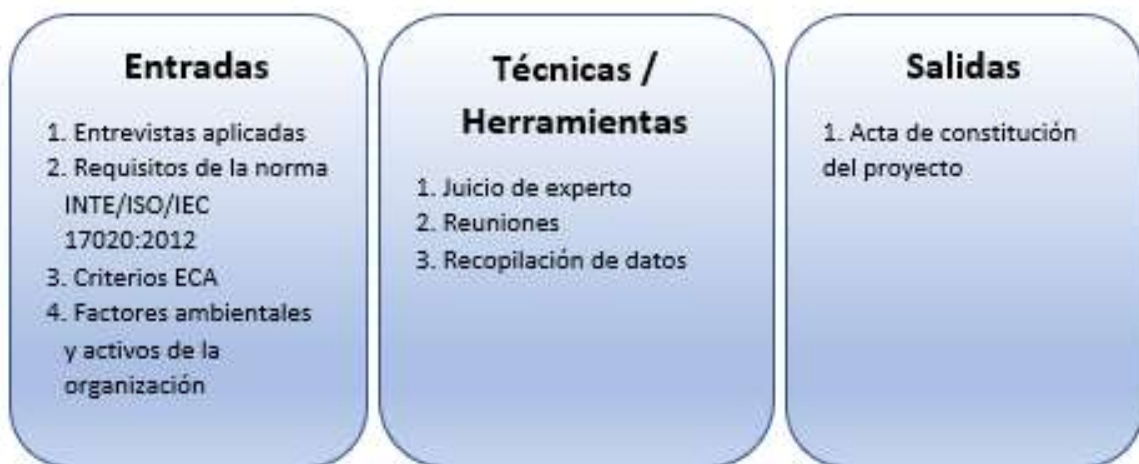 Entradas
1. Entrevistas aplicadas
2. Requisitos de la norma
INTE/ISO/IEC
17020:2012
3. Criterios ECA
4. Factores ambientales
y activos de la
organización
Técnicas /
Herramientas
1. Juicio de experto
2. Reuniones
3. Recopilación de datos
Salidas
1. Acta de constitución
del proyecto